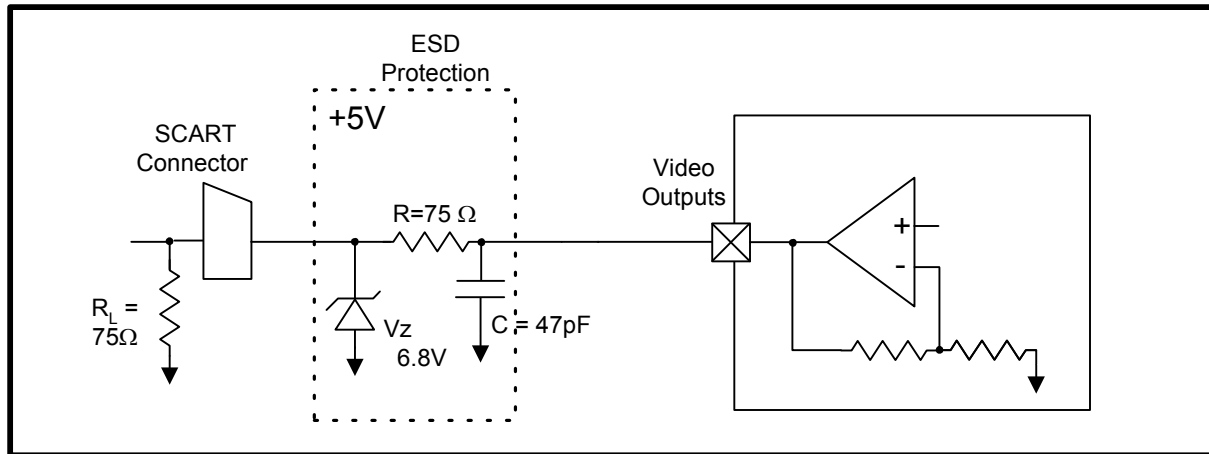 ESD
Protection
+5V
SCART
Connector
Video
Outputs
R=75 Ω
+
-
R_L =
75Ω
Vz
6.8V
C = 47pF